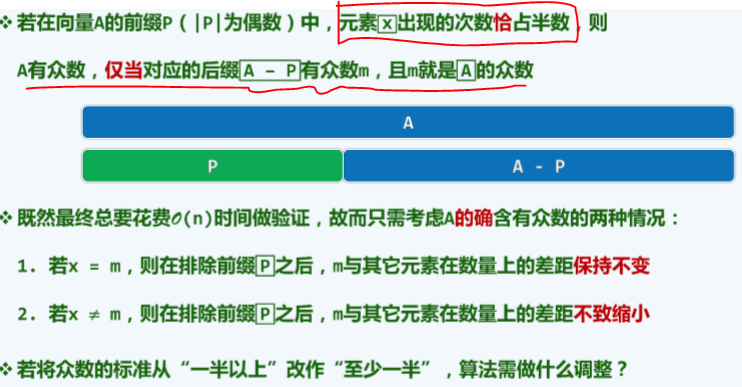 ❖ 若在向量A的前缀P（|P|为偶数）中，元素x出现的次数恰占半数，则
A有众数，仅当对应的后缀A - P有众数m，且m就是A的众数
A
P A - P
❖ 既然最终总要花费O(n)时间做验证，故而只需考虑A的确含有众数的两种情况：
1. 若x = m，则在排除前缀P之后，m与其它元素在数量上的差距保持不变
2. 若x ≠ m，则在排除前缀P之后，m与其它元素在数量上的差距不致缩小
❖ 若将众数的标准从“一半以上”改作“至少一半”，算法需做什么调整？